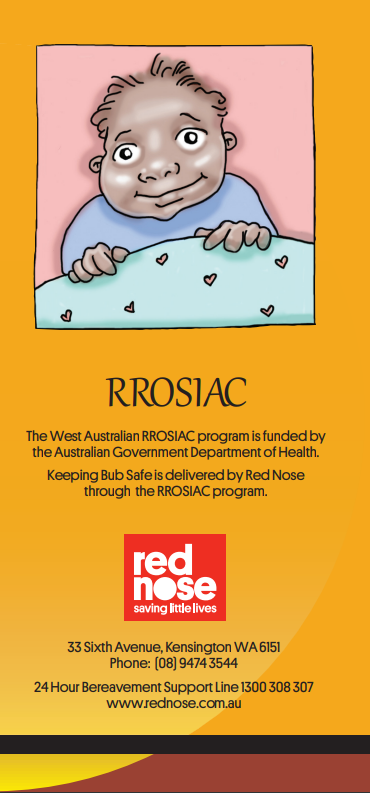 RROSIAC
The West Australian RROSIAC program is funded by
the Australian Government Department of Health.
Keeping Bub Safe is delivered by Red Nose
through the RROSIAC program.
red
nose
saving little lives
33 Sixth Avenue, Kensington WA 6151
Phone: (08) 9474 3544
24 Hour Bereavement Support Line 1300 308 307
www.rednose.com.au